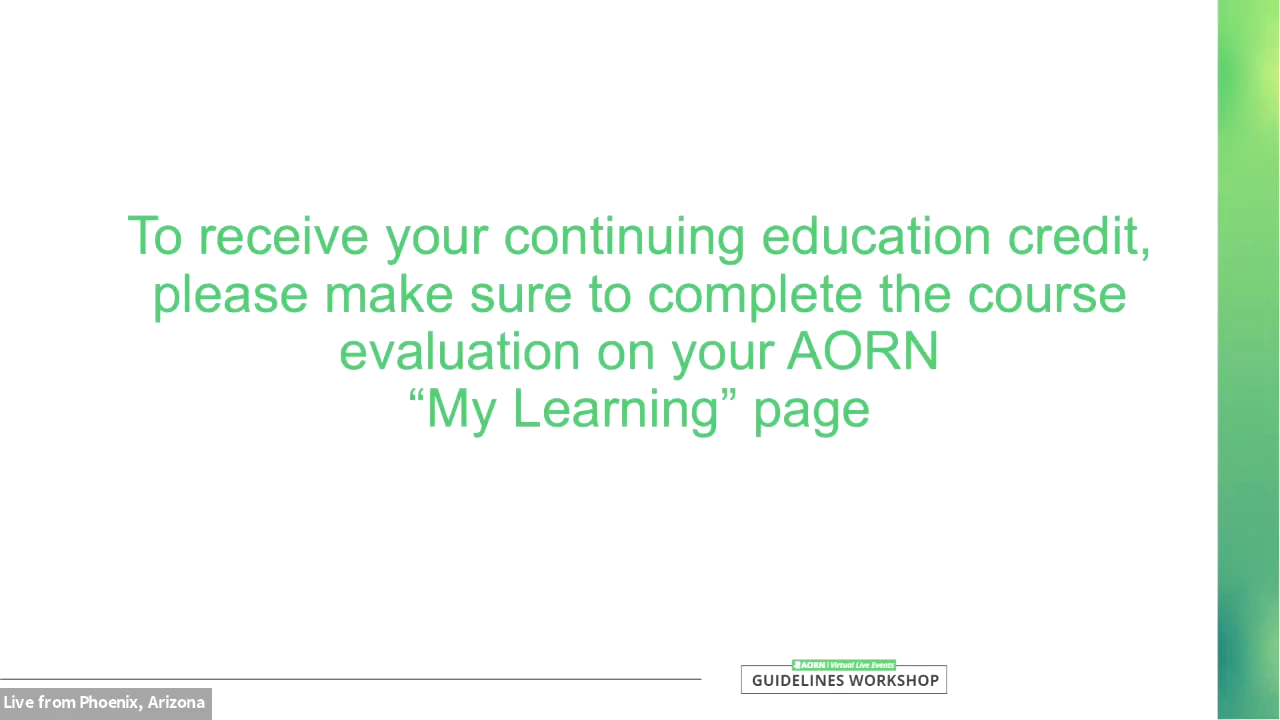 To receive your continuing education credit,
please make sure to complete the course
evaluation on your AORN
“My Learning” page
AORN | Virtual Live Events
GUIDELINES WORKSHOP
Live from Phoenix, Arizona